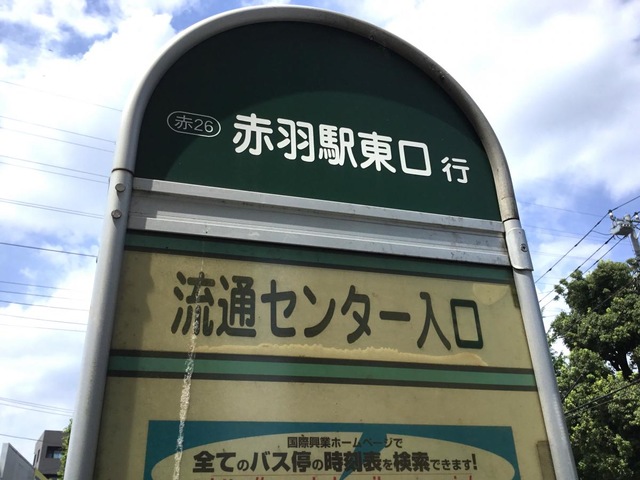 赤26 赤羽駅東口 行
流通センター入口
国際興業ホームページで
全てのバス停の時刻表を検索できます!